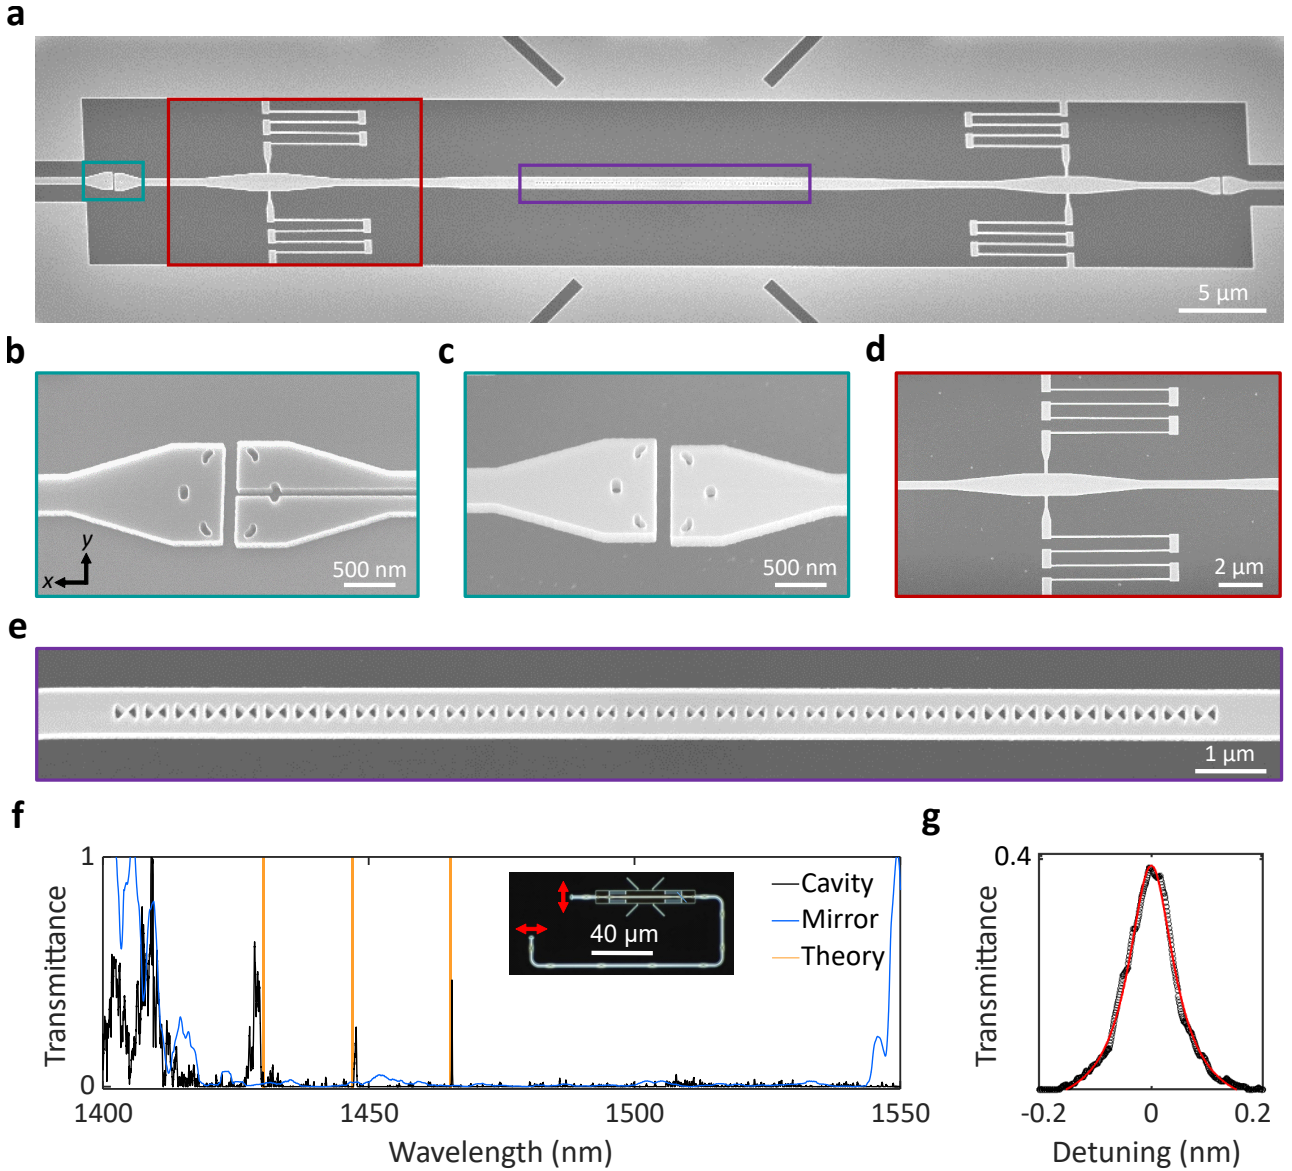 a
5 µm
b
c
d
y
x
500 nm
500 nm
2 µm
e
1 µm
f
g
1
Transmittance
0
40 µm
Cavity
Mirror
Theory
1400
1450
1500
1550
Wavelength (nm)
0.4
Transmittance
-0.2
0
0.2
Detuning (nm)